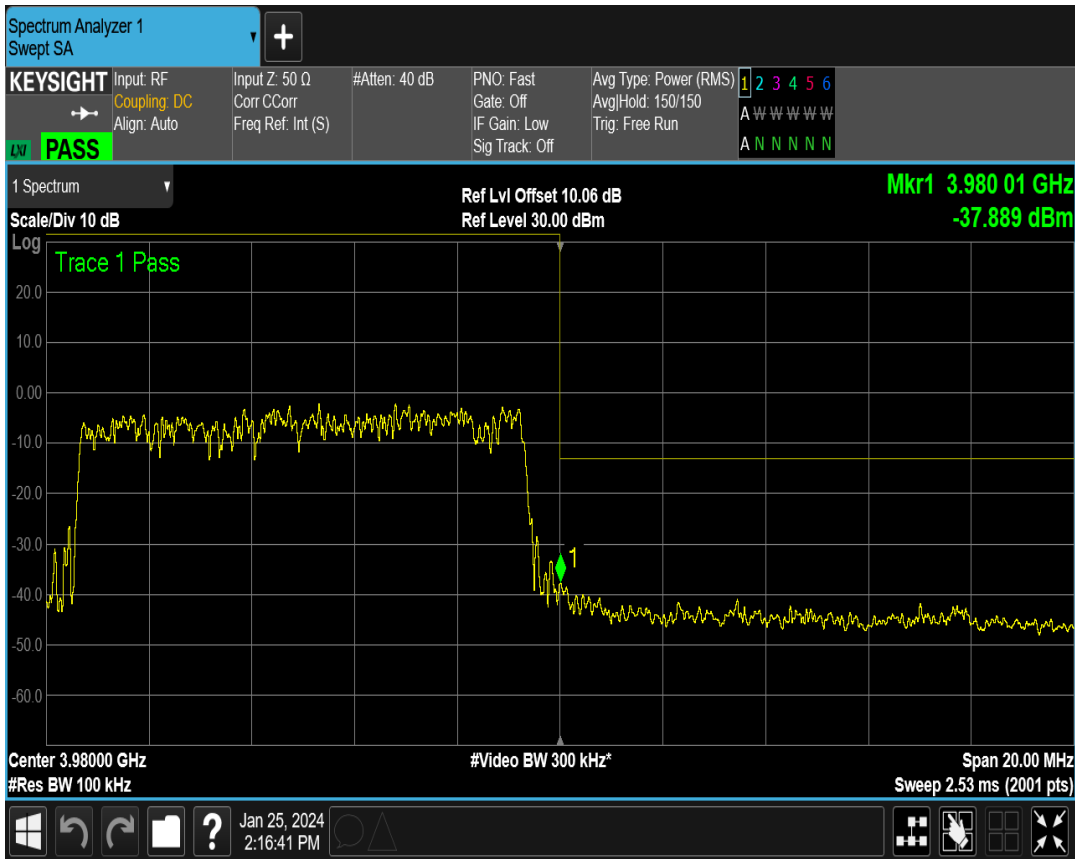 Spectrum Analyzer 1
Swept SA
+
KEYSIGHT
LXI PASS
Input: RF
Coupling: DC
Align: Auto
Input Z: 50 Ω
Corr CCorr
Freq Ref: Int (S)
#Atten: 40 dB
PNO: Fast
Gate: Off
IF Gain: Low
Sig Track: Off
Avg Type: Power (RMS)
Avg|Hold: 150/150
Trig: Free Run
1 2 3 4 5 6
A W W W W W
A N N N N N
1 Spectrum
Scale/Div 10 dB
Ref Lvl Offset 10.06 dB
Ref Level 30.00 dBm
Mkr1 3.980 01 GHz
-37.889 dBm
Log
Trace 1 Pass
20.0
10.0
0.00
-10.0
-20.0
-30.0
-40.0
-50.0
-60.0
1
Center 3.98000 GHz
#Res BW 100 kHz
#Video BW 300 kHz*
Span 20.00 MHz
Sweep 2.53 ms (2001 pts)
?
Jan 25, 2024
2:16:41 PM